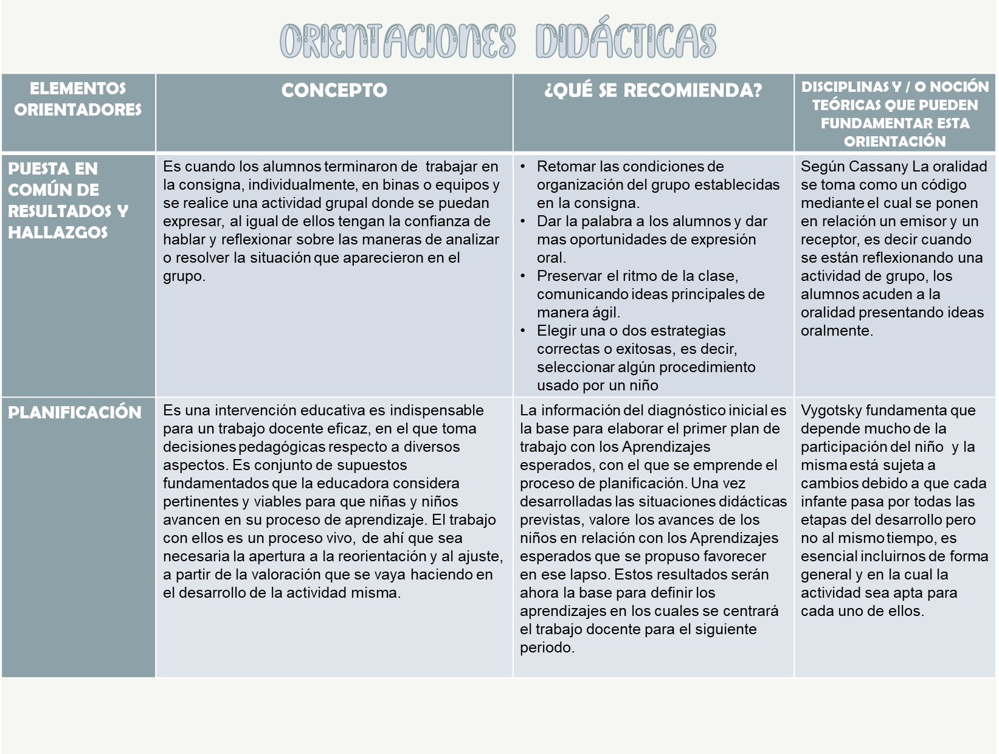 ORIENTACIONES DIDÁCTICAS
ELEMENTOS
ORIENTADORES
CONCEPTO
¿QUÉ SE RECOMIENDA?
DISCIPLINAS Y / O NOCIÓN
TEÓRICAS QUE PUEDEN
FUNDAMENTAR ESTA
ORIENTACIÓN
PUESTA EN
COMÚN DE
RESULTADOS Y
HALLAZGOS
Es cuando los alumnos terminaron de trabajar en
la consigna, individualmente, en binas o equipos y
se realice una actividad grupal donde se puedan
expresar, al igual de ellos tengan la confianza de
hablar y reflexionar sobre las maneras de analizar
o resolver la situación que aparecieron en el
grupo.
• Retomar las condiciones de
organización del grupo establecidas
en la consigna.
• Dar la palabra a los alumnos y dar
mas oportunidades de expresión
oral.
• Preservar el ritmo de la clase,
comunicando ideas principales de
manera ágil.
• Elegir una o dos estrategias
correctas o exitosas, es decir,
seleccionar algún procedimiento
usado por un niño
Según Cassany La oralidad
se toma como un código
mediante el cual se ponen
en relación un emisor y un
receptor, es decir cuando
se están reflexionando una
actividad de grupo, los
alumnos acuden a la
oralidad presentando ideas
oralmente.
PLANIFICACIÓN
Es una intervención educativa es indispensable
para un trabajo docente eficaz, en el que toma
decisiones pedagógicas respecto a diversos
aspectos. Es conjunto de supuestos
fundamentados que la educadora considera
pertinentes y viables para que niñas y niños
avancen en su proceso de aprendizaje. El trabajo
con ellos es un proceso vivo, de ahí que sea
necesaria la apertura a la reorientación y al ajuste,
a partir de la valoración que se vaya haciendo en
el desarrollo de la actividad misma.
La información del diagnóstico inicial es
la base para elaborar el primer plan de
trabajo con los Aprendizajes
esperados, con el que se emprende el
proceso de planificación. Una vez
desarrolladas las situaciones didácticas
previstas, valore los avances de los
niños en relación con los Aprendizajes
esperados que se propuso favorecer
en ese lapso. Estos resultados serán
ahora la base para definir los
aprendizajes en los cuales se centrará
el trabajo docente para el siguiente
periodo.
Vygotsky fundamenta que
depende mucho de la
participación del niño y la
misma está sujeta a
cambios debido a que cada
infante pasa por todas las
etapas del desarrollo pero
no al mismo tiempo, es
esencial incluirnos de forma
general y en la cual la
actividad sea apta para
cada uno de ellos.